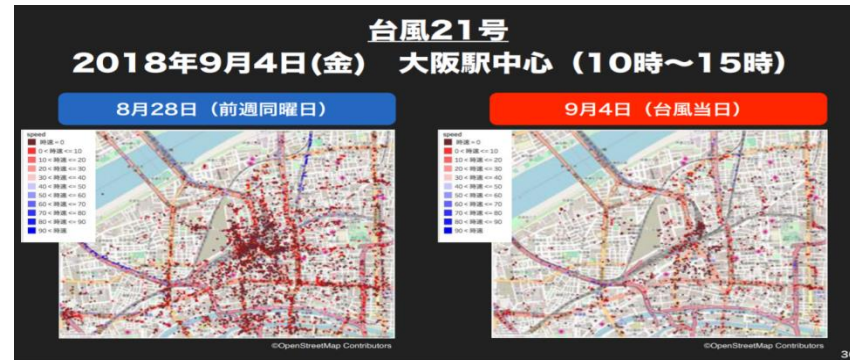 台風21号
2018年9月4日(金) 大阪駅中心（10時〜15時）
8月28日（前週同曜日）
9月4日（台風当日）
speed
時速=0
0<時速<=10
10<時速<=20
20<時速<=30
30<時速<=40
40<時速<=50
50<時速<=60
60<時速<=70
70<時速<=80
80<時速<=90
90<時速
speed
時速=0
0<時速<=10
10<時速<=20
20<時速<=30
30<時速<=40
40<時速<=50
50<時速<=60
60<時速<=70
70<時速<=80
80<時速<=90
90<時速
©OpenStreetMap Contributors
©OpenStreetMap Contributors